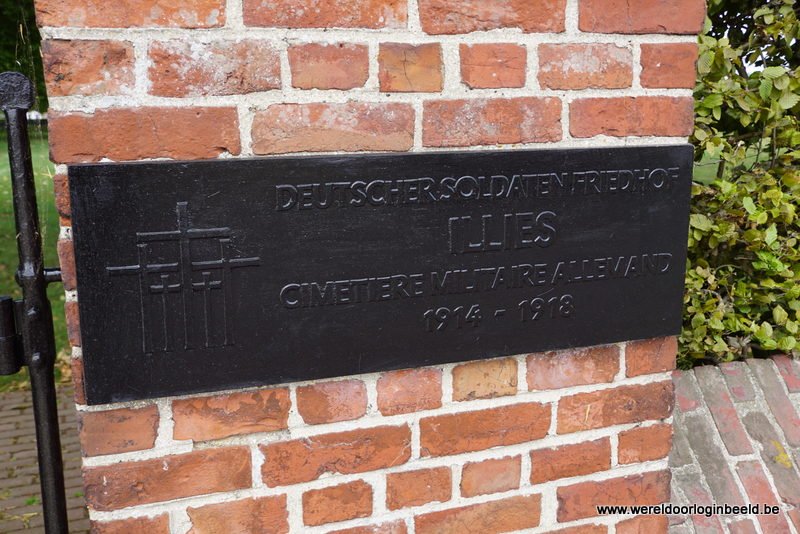 DEUTSCHER SOLDATENFRIEDHOF
ILLIES
CIMETIERE MILITAIRE ALLEMAND
1914 - 1918
www.wereldoorloginbeeld.be